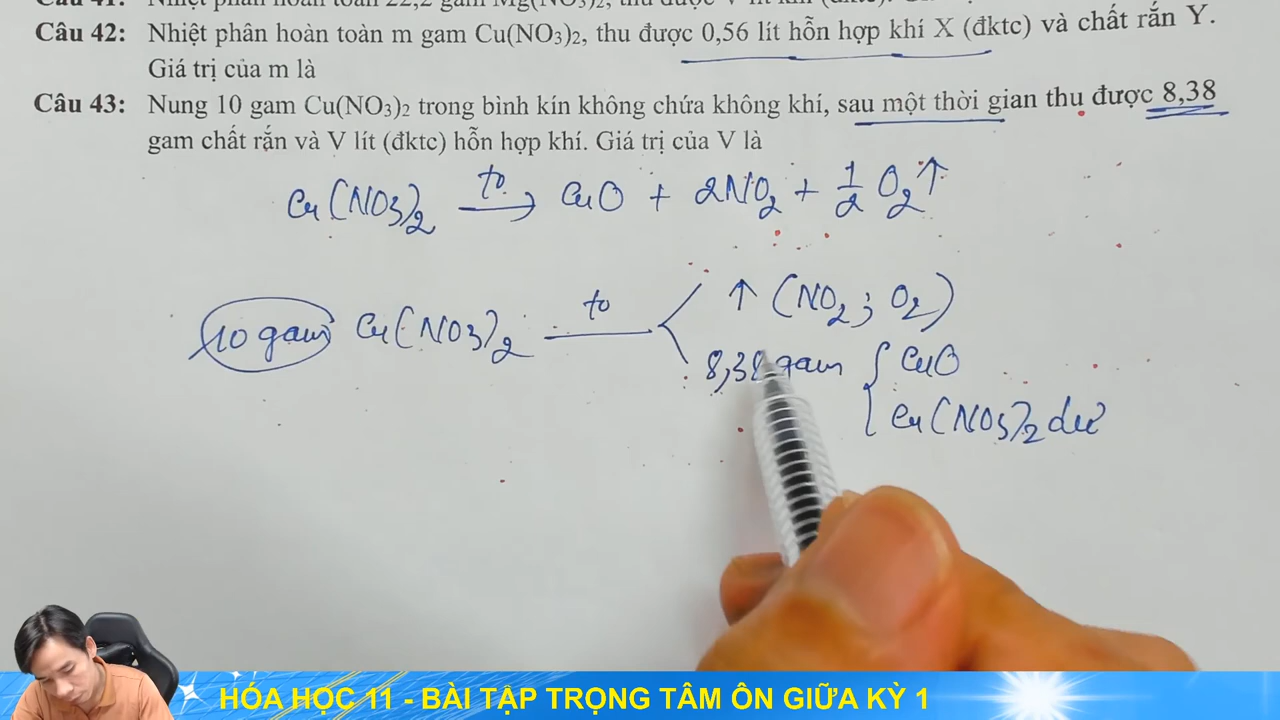 Câu 42: Nhiệt phân hoàn toàn m gam Cu(NO3)2, thu được 0,56 lít hỗn hợp khí X (đktc) và chất rắn Y.
Giá trị của m là
Câu 43: Nung 10 gam Cu(NO3)2 trong bình kín không chứa không khí, sau một thời gian thu được 8,38
gam chất rắn và V lít (đktc) hỗn hợp khí. Giá trị của V là
Cu(NO3)2 to→ CuO + 2NO2 + 1/2 O2↑
↑ (NO2; O2)
10 gam Cu(NO3)2 to
8,38 gam { CuO
Cu(NO3)2 dư
HÓA HỌC 11 - BÀI TẬP TRỌNG TÂM ÔN GIỮA KỲ 1